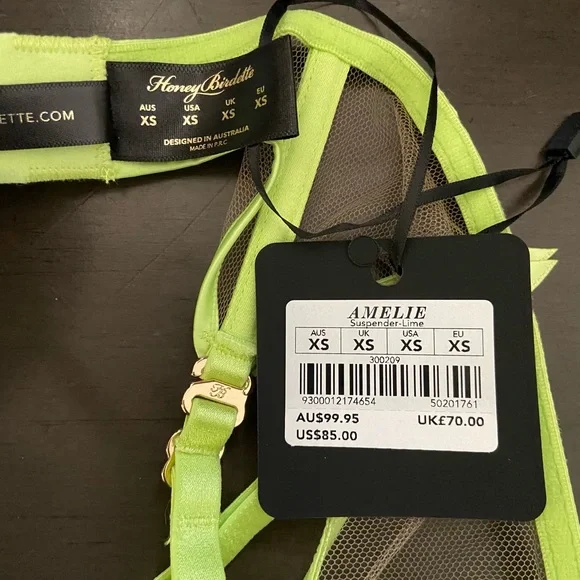 Honey Birdette
AUS USA UK EU
XS XS XS XS
DESIGNED IN AUSTRALIA
MADE IN P.R.C
ETTE.COM
AMELIE
Suspender-Lime
AUS UK USA EU
XS XS XS XS
300209
9300012174654 50201761
AU$99.95 UK£70.00
US$85.00